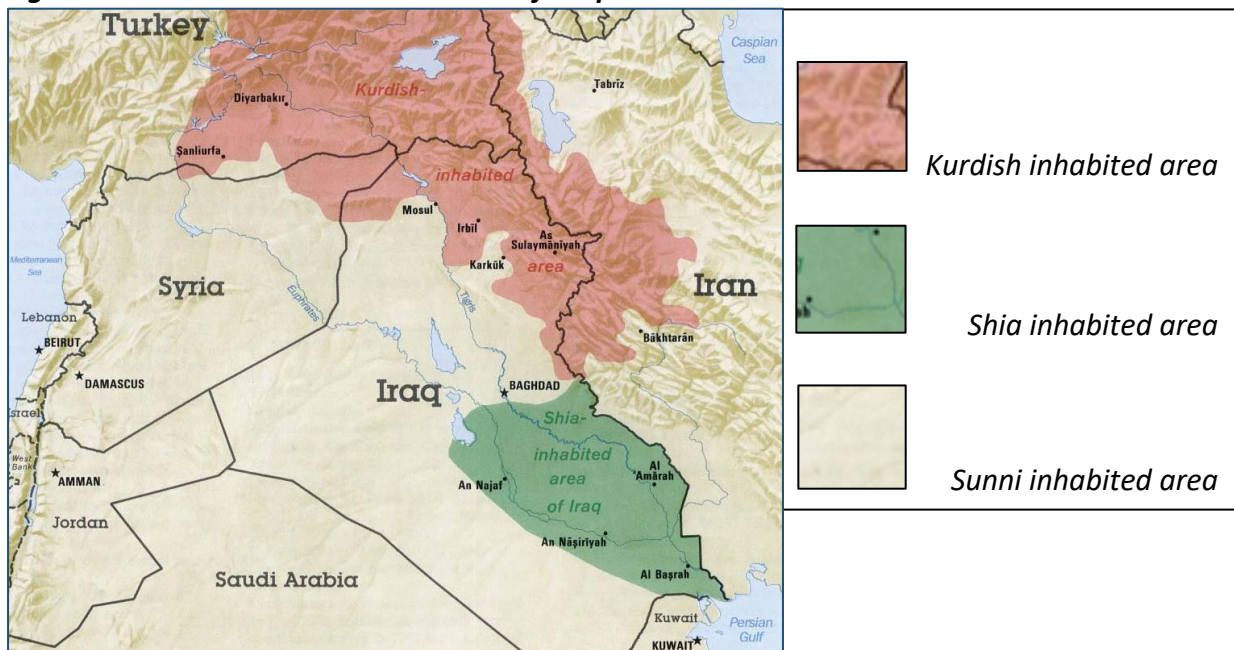 Turkey
Caspian
Sea
Tabrīz
Kurdish-
Diyarbakır
Şanliurfa
inhabited
Mosul
Irbīl
As
Sulaymānīyah
Karkūk
area
Kurdish inhabited area
Mediterranean
Sea
Syria
Euphrates
Tigris
Iran
Lebanon
BEIRUT
Bākhtarān
Shia inhabited area
DAMASCUS
Iraq
BAGHDAD
Israel
Shia-
inhabited
area
of Iraq
West
Bank
AMMAN
An Najaf
Al
'Amārah
Sunni inhabited area
Jordan
An Nāşirīyah
Saudi Arabia
Al Başrah
Kuwait
KUWAIT
Persian
Gulf